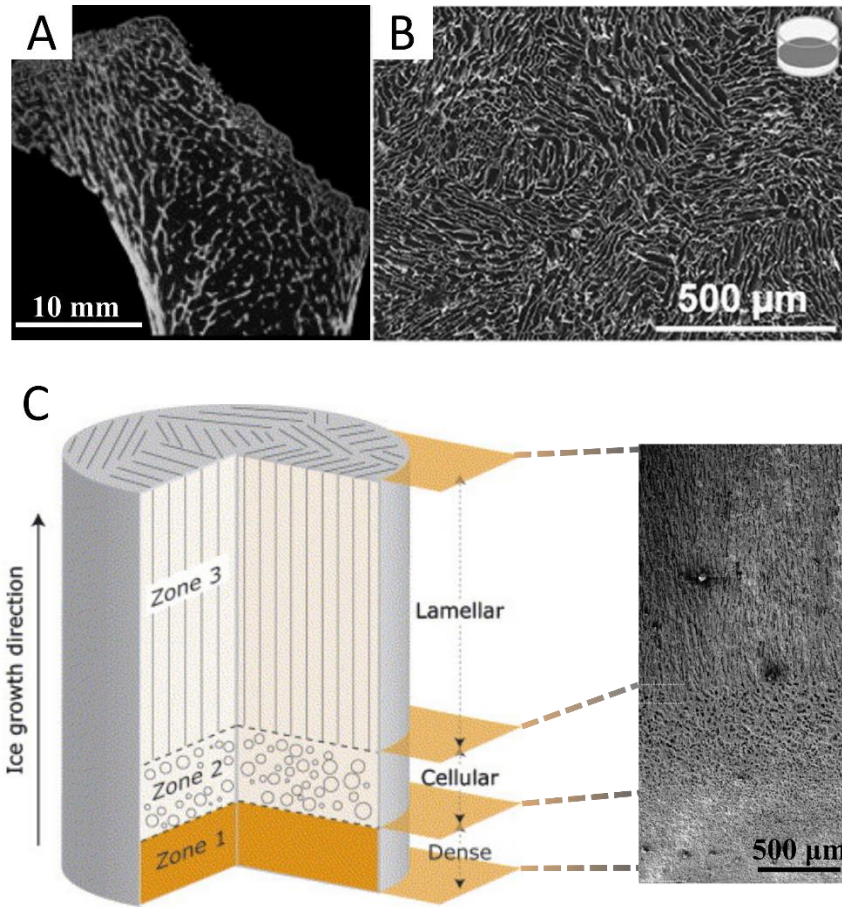 A
B
10 mm
500 µm
C
Ice growth direction
Zone 3
Lamellar
Zone 2
Cellular
Zone 1
Dense
500 µm